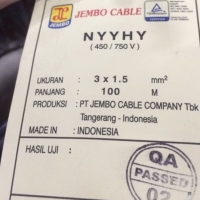 JEMBO CABLE
JEMBO
NYYHY
( 450 / 750 V )
UKURAN : 3 x 1.5 mm²
PANJANG : 100 M
PRODUKSI : PT JEMBO CABLE COMPANY Tbk
Tangerang - Indonesia
MADE IN : INDONESIA
HASIL UJI :
QA
PASSED
02